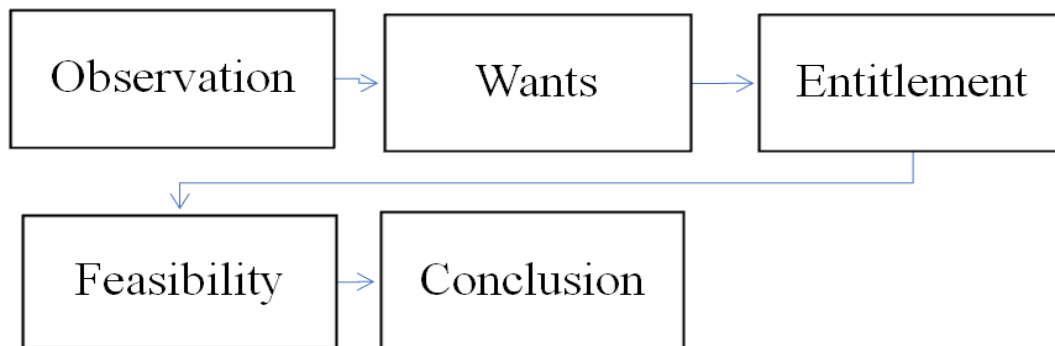 Observation
Wants
Entitlement
Feasibility
Conclusion